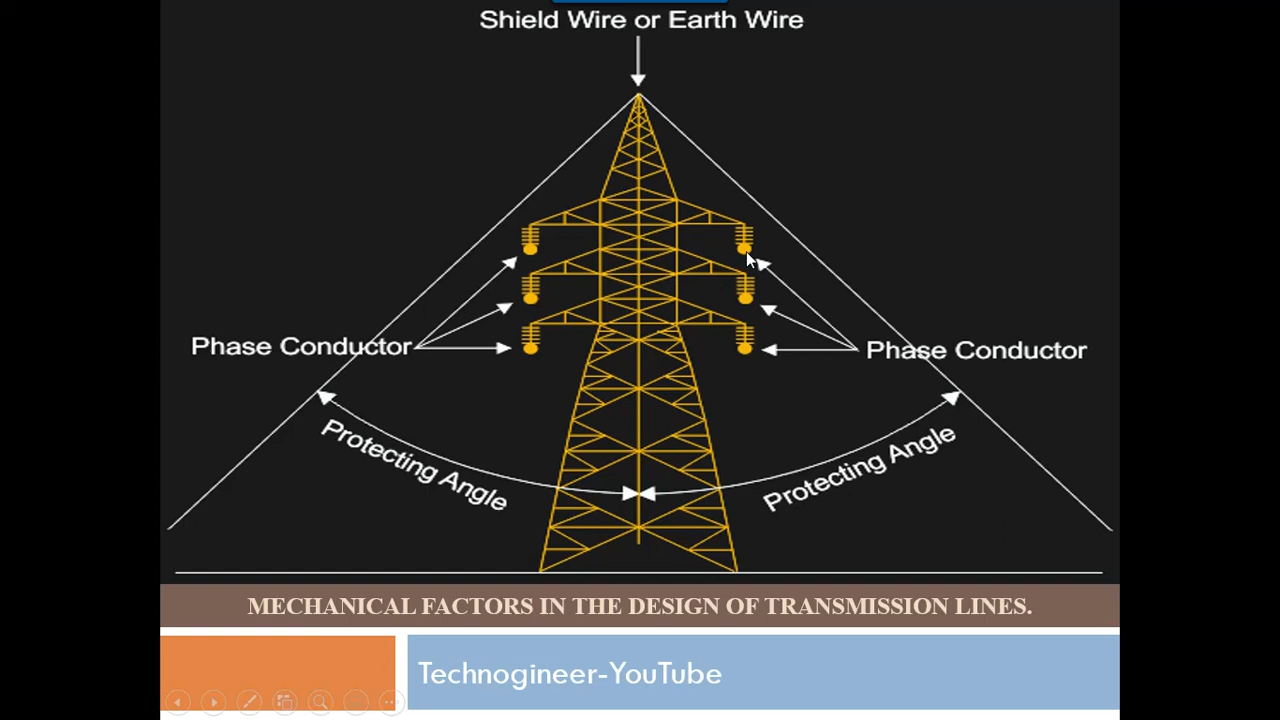 Shield Wire or Earth Wire
Phase Conductor
Phase Conductor
Protecting Angle
Protecting Angle
MECHANICAL FACTORS IN THE DESIGN OF TRANSMISSION LINES.
Technogineer-YouTube